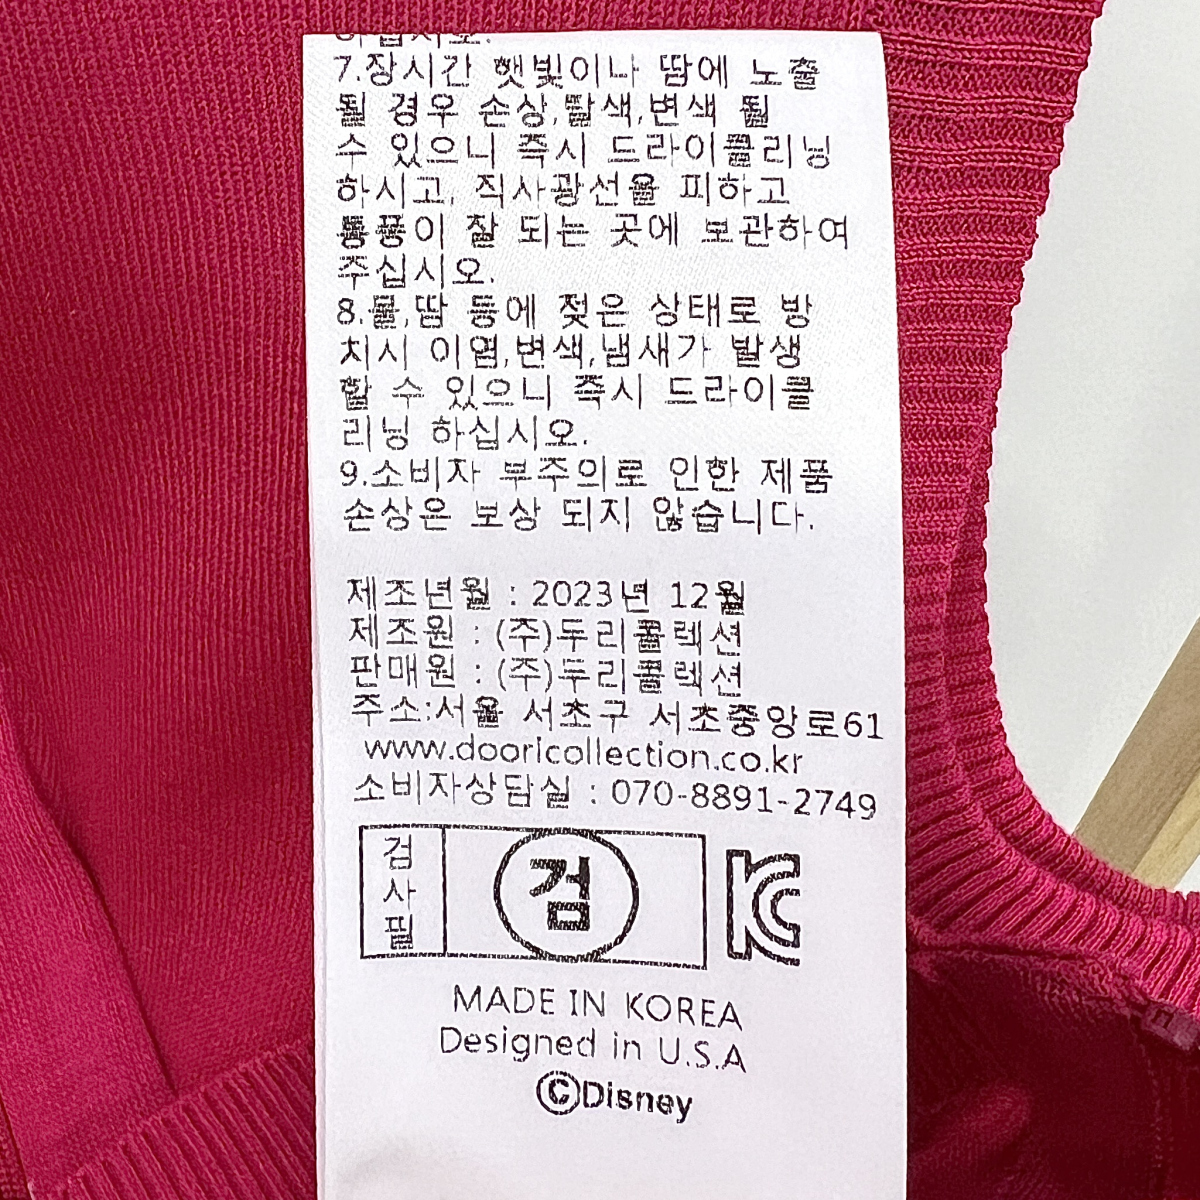 하십시오.
7.장시간 햇빛이나 땀에 노출
될 경우 손상,탈색,변색 될
수 있으니 즉시 드라이클리닝
하시고, 직사광선을 피하고
통풍이 잘 되는 곳에 보관하여
주십시오.
8.물,땀 등에 젖은 상태로 방
치시 이염,변색,냄새가 발생
할 수 있으니 즉시 드라이클
리닝 하십시오.
9.소비자 부주의로 인한 제품
손상은 보상 되지 않습니다.
제조년월 : 2023년 12월
제조원 : (주)두리콜렉션
판매원 : (주)두리콜렉션
주소:서울 서초구 서초중앙로61
www.dooricollection.co.kr
소비자상담실 : 070-8891-2749
검사필
검
KC
MADE IN KOREA
Designed in U.S.A
©Disney